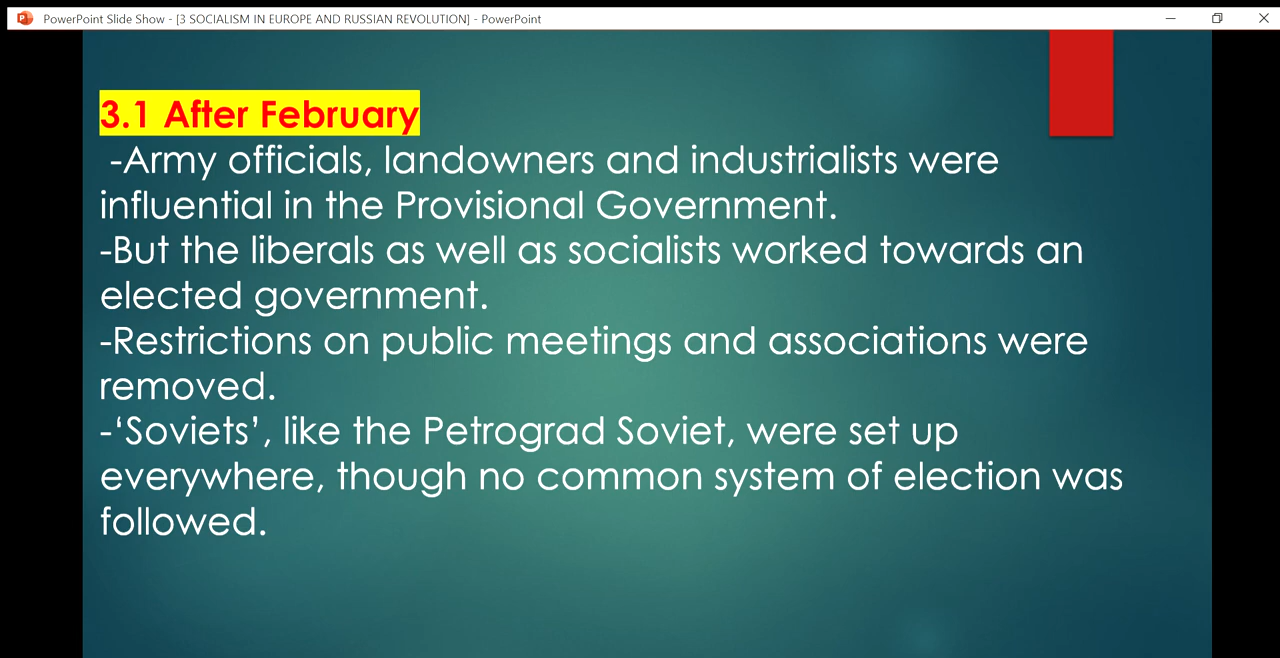 PowerPoint Slide Show - [3 SOCIALISM IN EUROPE AND RUSSIAN REVOLUTION] - PowerPoint
3.1 After February
-Army officials, landowners and industrialists were
influential in the Provisional Government.
-But the liberals as well as socialists worked towards an
elected government.
-Restrictions on public meetings and associations were
removed.
-‘Soviets’, like the Petrograd Soviet, were set up
everywhere, though no common system of election was
followed.